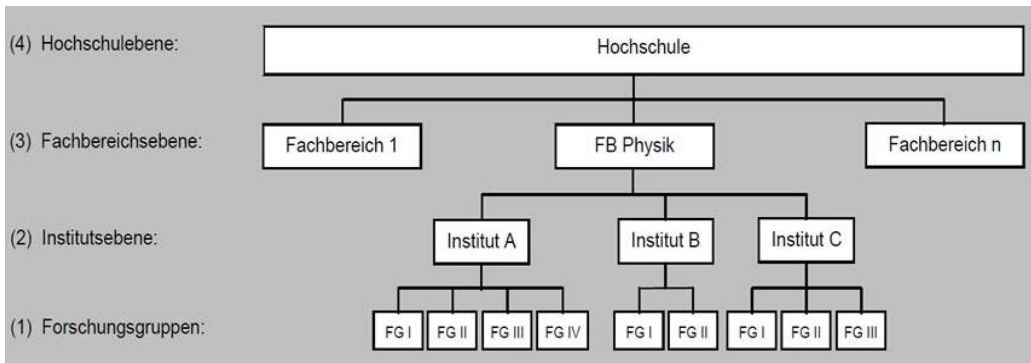 (4) Hochschulebene:
Hochschule
(3) Fachbereichsebene:
Fachbereich 1
FB Physik
Fachbereich n
(2) Institutsebene:
Institut A
Institut B
Institut C
(1) Forschungsgruppen:
FG I
FG II
FG III
FG IV
FG I
FG II
FG I
FG II
FG III